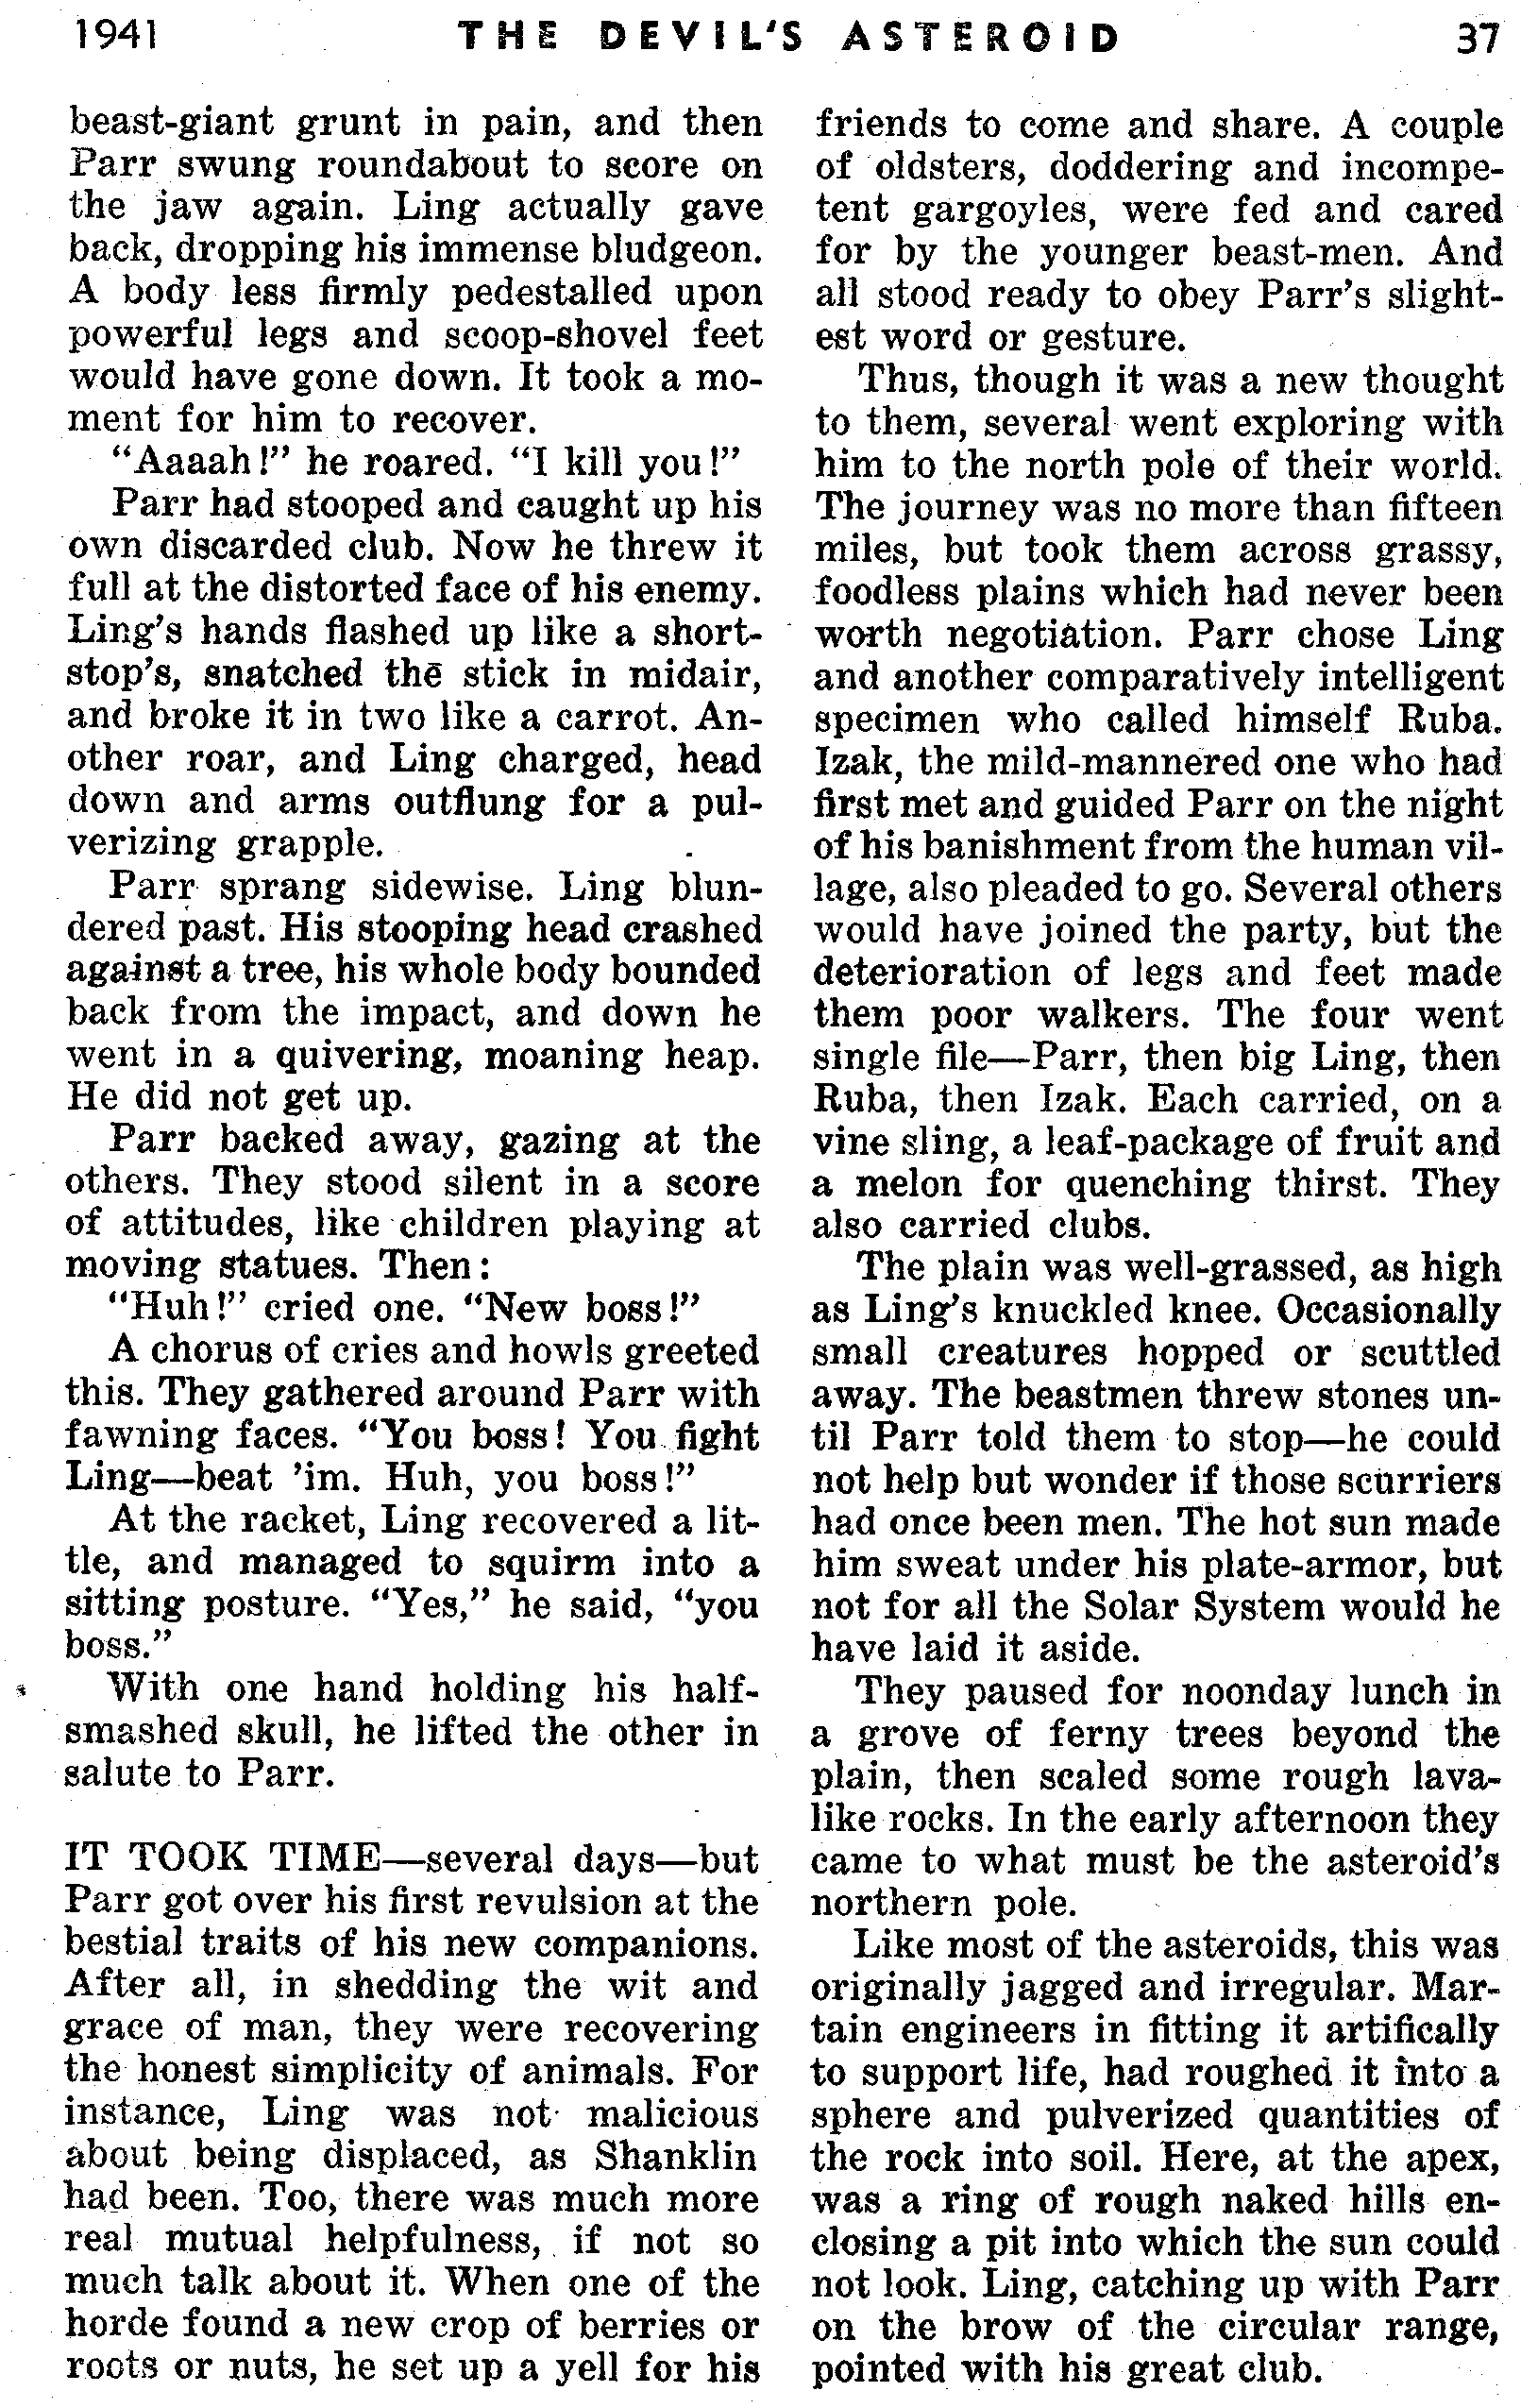 1941 THE DEVIL'S ASTEROID 37
beast-giant grunt in pain, and then
Parr swung roundabout to score on
the jaw again. Ling actually gave
back, dropping his immense bludgeon.
A body less firmly pedestalled upon
powerful legs and scoop-shovel feet
would have gone down. It took a mo-
ment for him to recover.
"Aaaah!" he roared. "I kill you!"
Parr had stooped and caught up his
own discarded club. Now he threw it
full at the distorted face of his enemy.
Ling's hands flashed up like a short-
stop's, snatched the stick in midair,
and broke it in two like a carrot. An-
other roar, and Ling charged, head
down and arms outflung for a pul-
verizing grapple.
Parr sprang sidewise. Ling blun-
dered past. His stooping head crashed
against a tree, his whole body bounded
back from the impact, and down he
went in a quivering, moaning heap.
He did not get up.
Parr backed away, gazing at the
others. They stood silent in a score
of attitudes, like children playing at
moving statues. Then:
"Huh!" cried one. "New boss!"
A chorus of cries and howls greeted
this. They gathered around Parr with
fawning faces. "You boss! You fight
Ling—beat 'im. Huh, you boss!"
At the racket, Ling recovered a lit-
tle, and managed to squirm into a
sitting posture. "Yes," he said, "you
boss."
With one hand holding his half-
smashed skull, he lifted the other in
salute to Parr.
IT TOOK TIME—several days—but
Parr got over his first revulsion at the
bestial traits of his new companions.
After all, in shedding the wit and
grace of man, they were recovering
the honest simplicity of animals. For
instance, Ling was not malicious
about being displaced, as Shanklin
had been. Too, there was much more
real mutual helpfulness, if not so
much talk about it. When one of the
horde found a new crop of berries or
roots or nuts, he set up a yell for his
friends to come and share. A couple
of oldsters, doddering and incompe-
tent gargoyles, were fed and cared
for by the younger beast-men. And
all stood ready to obey Parr's slight-
est word or gesture.
Thus, though it was a new thought
to them, several went exploring with
him to the north pole of their world.
The journey was no more than fifteen
miles, but took them across grassy,
foodless plains which had never been
worth negotiation. Parr chose Ling
and another comparatively intelligent
specimen who called himself Ruba.
Izak, the mild-mannered one who had
first met and guided Parr on the night
of his banishment from the human vil-
lage, also pleaded to go. Several others
would have joined the party, but the
deterioration of legs and feet made
them poor walkers. The four went
single file—Parr, then big Ling, then
Ruba, then Izak. Each carried, on a
vine sling, a leaf-package of fruit and
a melon for quenching thirst. They
also carried clubs.
The plain was well-grassed, as high
as Ling's knuckled knee. Occasionally
small creatures hopped or scuttled
away. The beastmen threw stones un-
til Parr told them to stop—he could
not help but wonder if those scurriers
had once been men. The hot sun made
him sweat under his plate-armor, but
not for all the Solar System would he
have laid it aside.
They paused for noonday lunch in
a grove of ferny trees beyond the
plain, then scaled some rough lava-
like rocks. In the early afternoon they
came to what must be the asteroid's
northern pole.
Like most of the asteroids, this was
originally jagged and irregular. Mar-
tain engineers in fitting it artifically
to support life, had roughed it into a
sphere and pulverized quantities of
the rock into soil. Here, at the apex,
was a ring of rough naked hills en-
closing a pit into which the sun could
not look. Ling, catching up with Parr
on the brow of the circular range,
pointed with his great club.